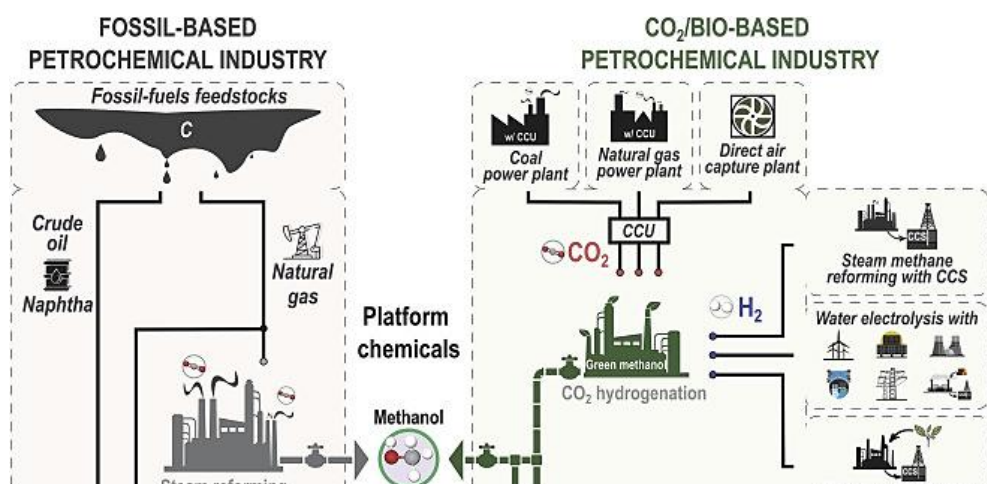 FOSSIL-BASED
PETROCHEMICAL INDUSTRY
Fossil-fuels feedstocks
C
Crude
oil
Naphtha
Natural
gas
Steam reforming
Platform
chemicals
Methanol
CO₂/BIO-BASED
PETROCHEMICAL INDUSTRY
w/ CCU
Coal
power plant
w/ CCU
Natural gas
power plant
Direct air
capture plant
CCU
CO₂
H₂
Green methanol
CO₂ hydrogenation
CCS
Steam methane
reforming with CCS
Water electrolysis with
CCS